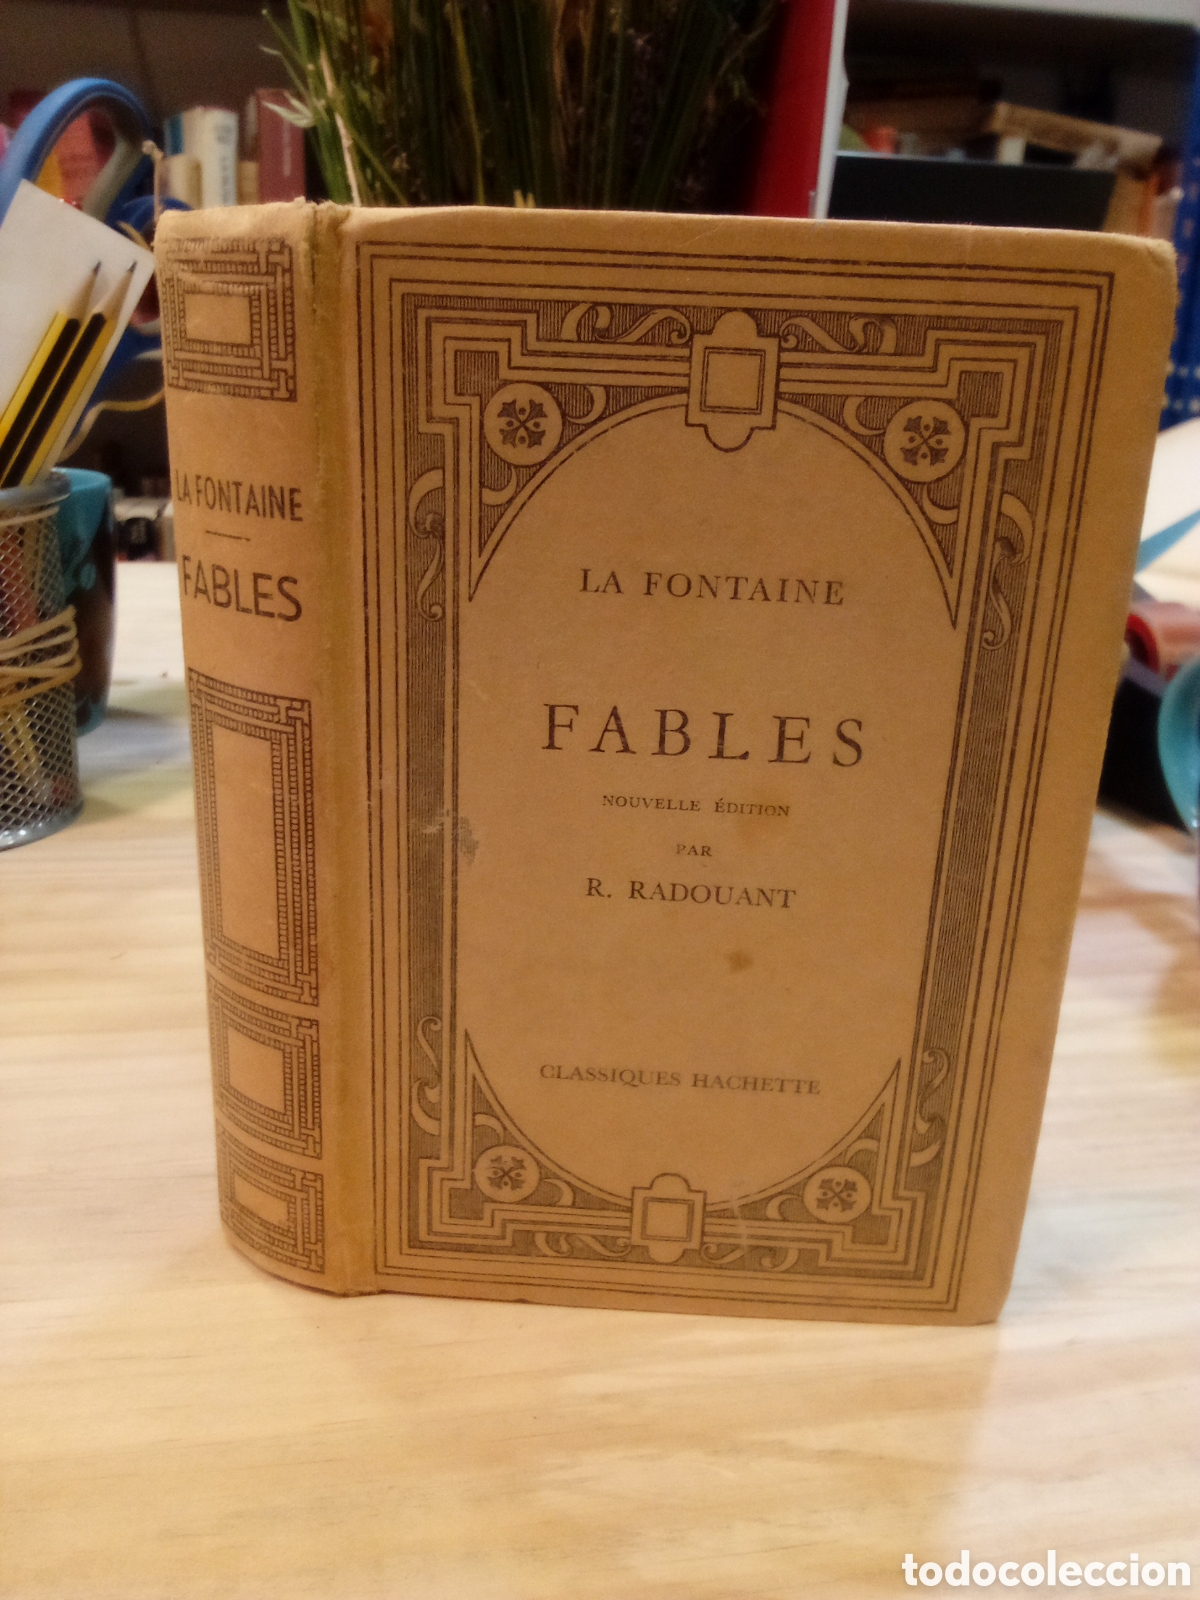 LA FONTAINE
FABLES
LA FONTAINE
FABLES
NOUVELLE ÉDITION
PAR
R. RADOUANT
CLASSIQUES HACHETTE
todocoleccion